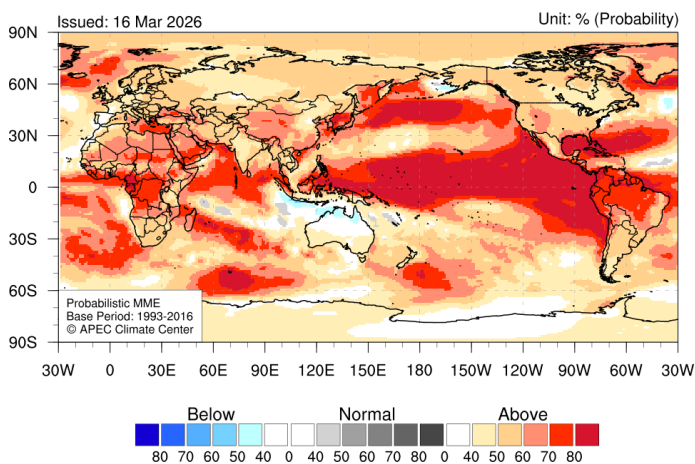 Issued: 16 Mar 2026
Unit: % (Probability)
90N
60N
30N
0
30S
60S
90S
Probabilistic MME
Base Period: 1993-2016
© APEC Climate Center
30W 0 30E 60E 90E 120E 150E 180 150W 120W 90W 60W 30W
Below Normal Above
80 70 60 50 40 0 40 50 60 70 80 0 40 50 60 70 80